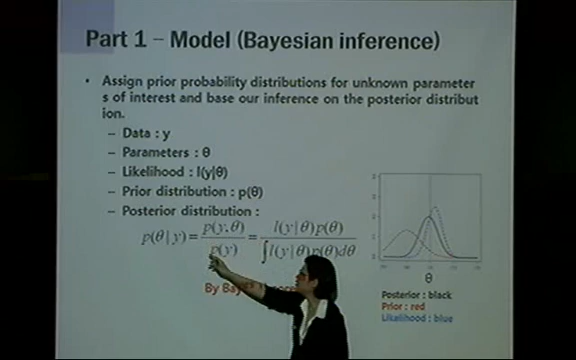 Part 1 – Model (Bayesian inference)
• Assign prior probability distributions for unknown parameter
s of interest and base our inference on the posterior distribut
ion.
– Data : y
– Parameters : θ
– Likelihood : l(y|θ)
– Prior distribution : p(θ)
– Posterior distribution :
p(θ | y) = p(y,θ) / p(y) = l(y | θ)p(θ) / ∫ l(y | θ)p(θ)dθ
By
θ
Posterior : black
Prior : red
Likelihood : blue